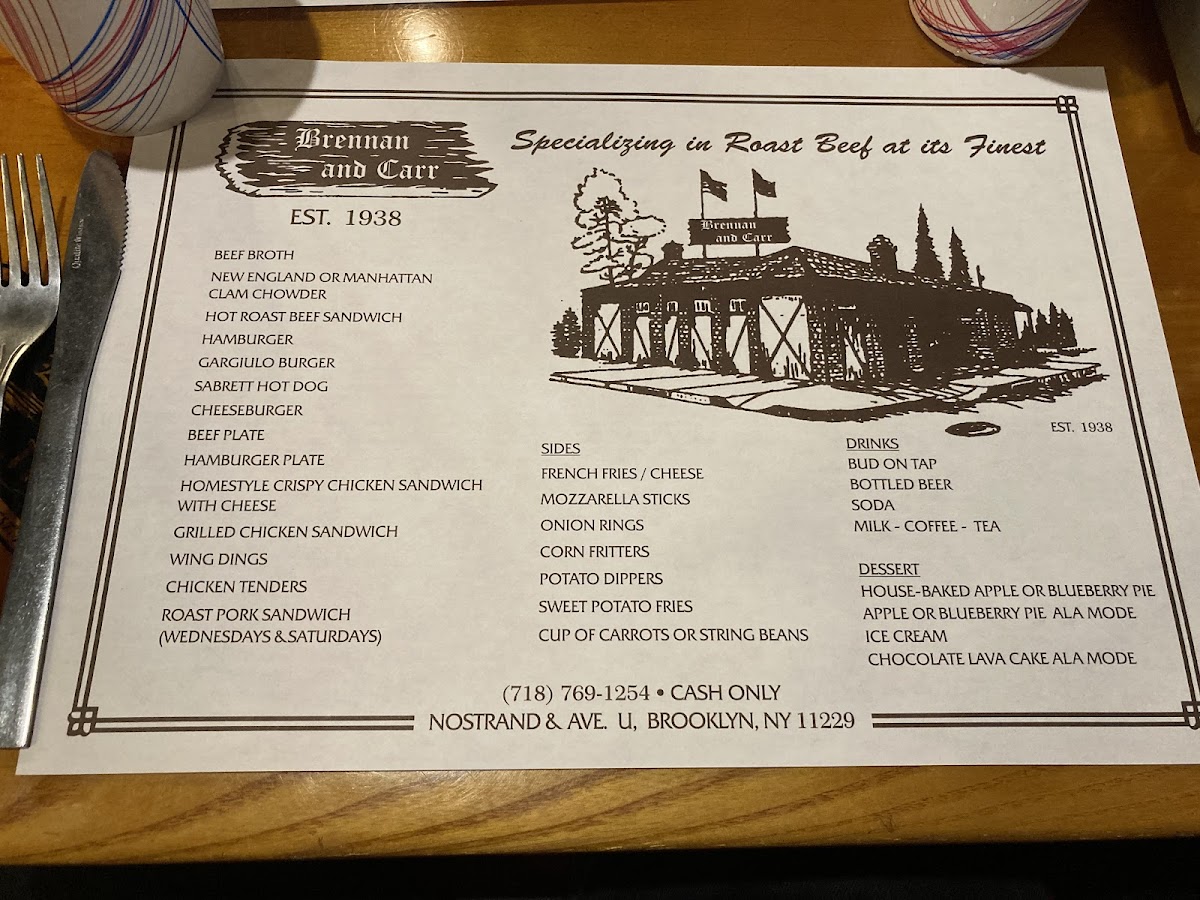 Brennan
and Carr
EST. 1938
Specializing in Roast Beef at its Finest
Brennan
and Carr
EST. 1938
BEEF BROTH
NEW ENGLAND OR MANHATTAN
CLAM CHOWDER
HOT ROAST BEEF SANDWICH
HAMBURGER
GARGIULO BURGER
SABRETT HOT DOG
CHEESEBURGER
BEEF PLATE
HAMBURGER PLATE
HOMESTYLE CRISPY CHICKEN SANDWICH
WITH CHEESE
GRILLED CHICKEN SANDWICH
WING DINGS
CHICKEN TENDERS
ROAST PORK SANDWICH
(WEDNESDAYS & SATURDAYS)
SIDES
FRENCH FRIES / CHEESE
MOZZARELLA STICKS
ONION RINGS
CORN FRITTERS
POTATO DIPPERS
SWEET POTATO FRIES
CUP OF CARROTS OR STRING BEANS
DRINKS
BUD ON TAP
BOTTLED BEER
SODA
MILK - COFFEE - TEA
DESSERT
HOUSE-BAKED APPLE OR BLUEBERRY PIE
APPLE OR BLUEBERRY PIE ALA MODE
ICE CREAM
CHOCOLATE LAVA CAKE ALA MODE
(718) 769-1254 • CASH ONLY
NOSTRAND & AVE. U, BROOKLYN, NY 11229